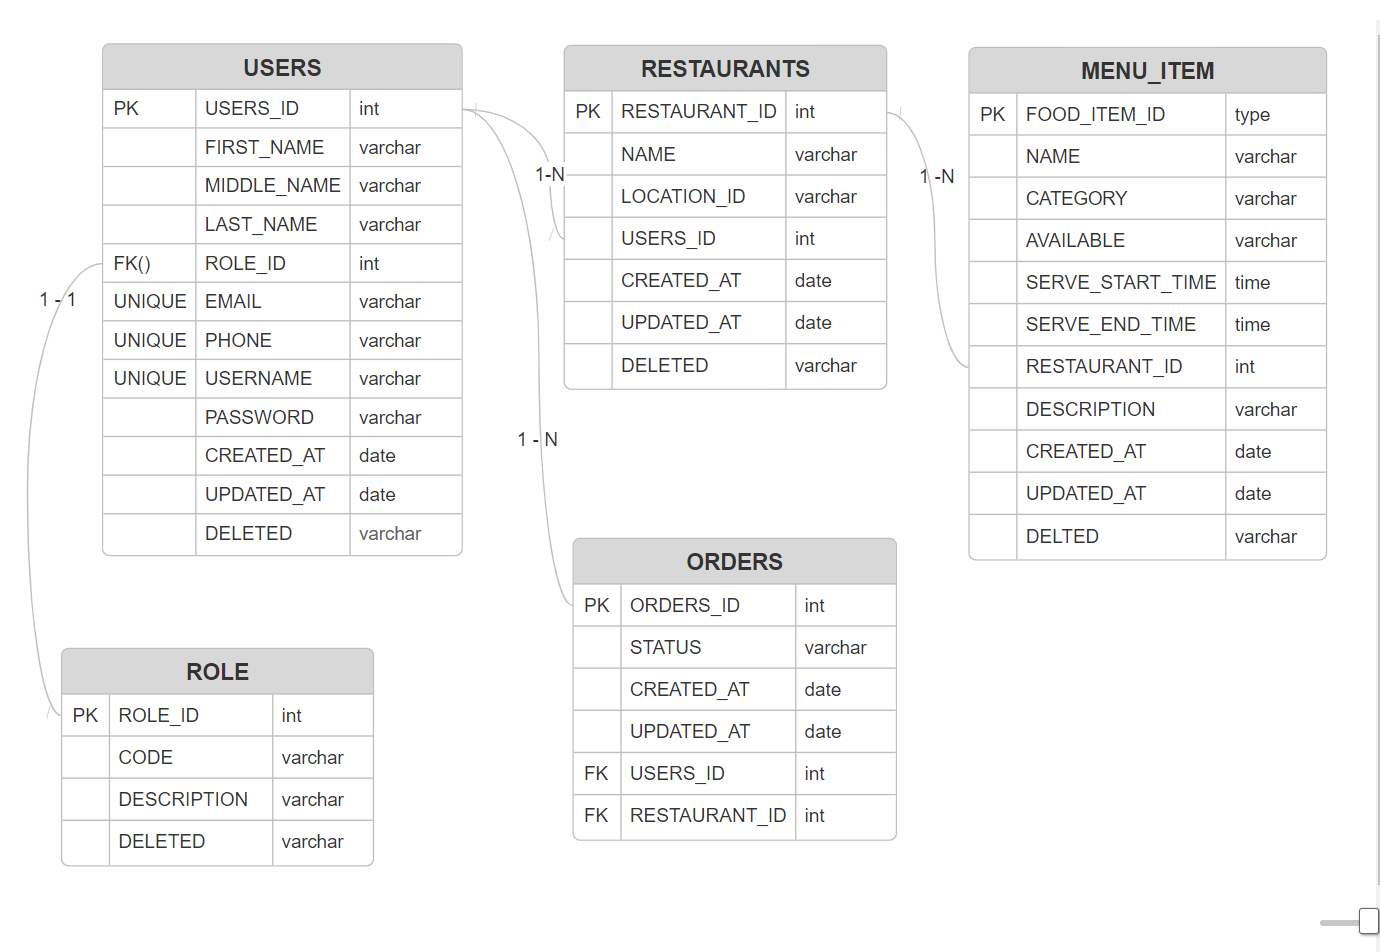 USERS
PK USERS_ID int
FIRST_NAME varchar
MIDDLE_NAME varchar
LAST_NAME varchar
FK() ROLE_ID int
UNIQUE EMAIL varchar
UNIQUE PHONE varchar
UNIQUE USERNAME varchar
PASSWORD varchar
CREATED_AT date
UPDATED_AT date
DELETED varchar
1 - 1
1-N
1 - N
RESTAURANTS
PK RESTAURANT_ID int
NAME varchar
LOCATION_ID varchar
USERS_ID int
CREATED_AT date
UPDATED_AT date
DELETED varchar
1 -N
MENU_ITEM
PK FOOD_ITEM_ID type
NAME varchar
CATEGORY varchar
AVAILABLE varchar
SERVE_START_TIME time
SERVE_END_TIME time
RESTAURANT_ID int
DESCRIPTION varchar
CREATED_AT date
UPDATED_AT date
DELTED varchar
ROLE
PK ROLE_ID int
CODE varchar
DESCRIPTION varchar
DELETED varchar
ORDERS
PK ORDERS_ID int
STATUS varchar
CREATED_AT date
UPDATED_AT date
FK USERS_ID int
FK RESTAURANT_ID int